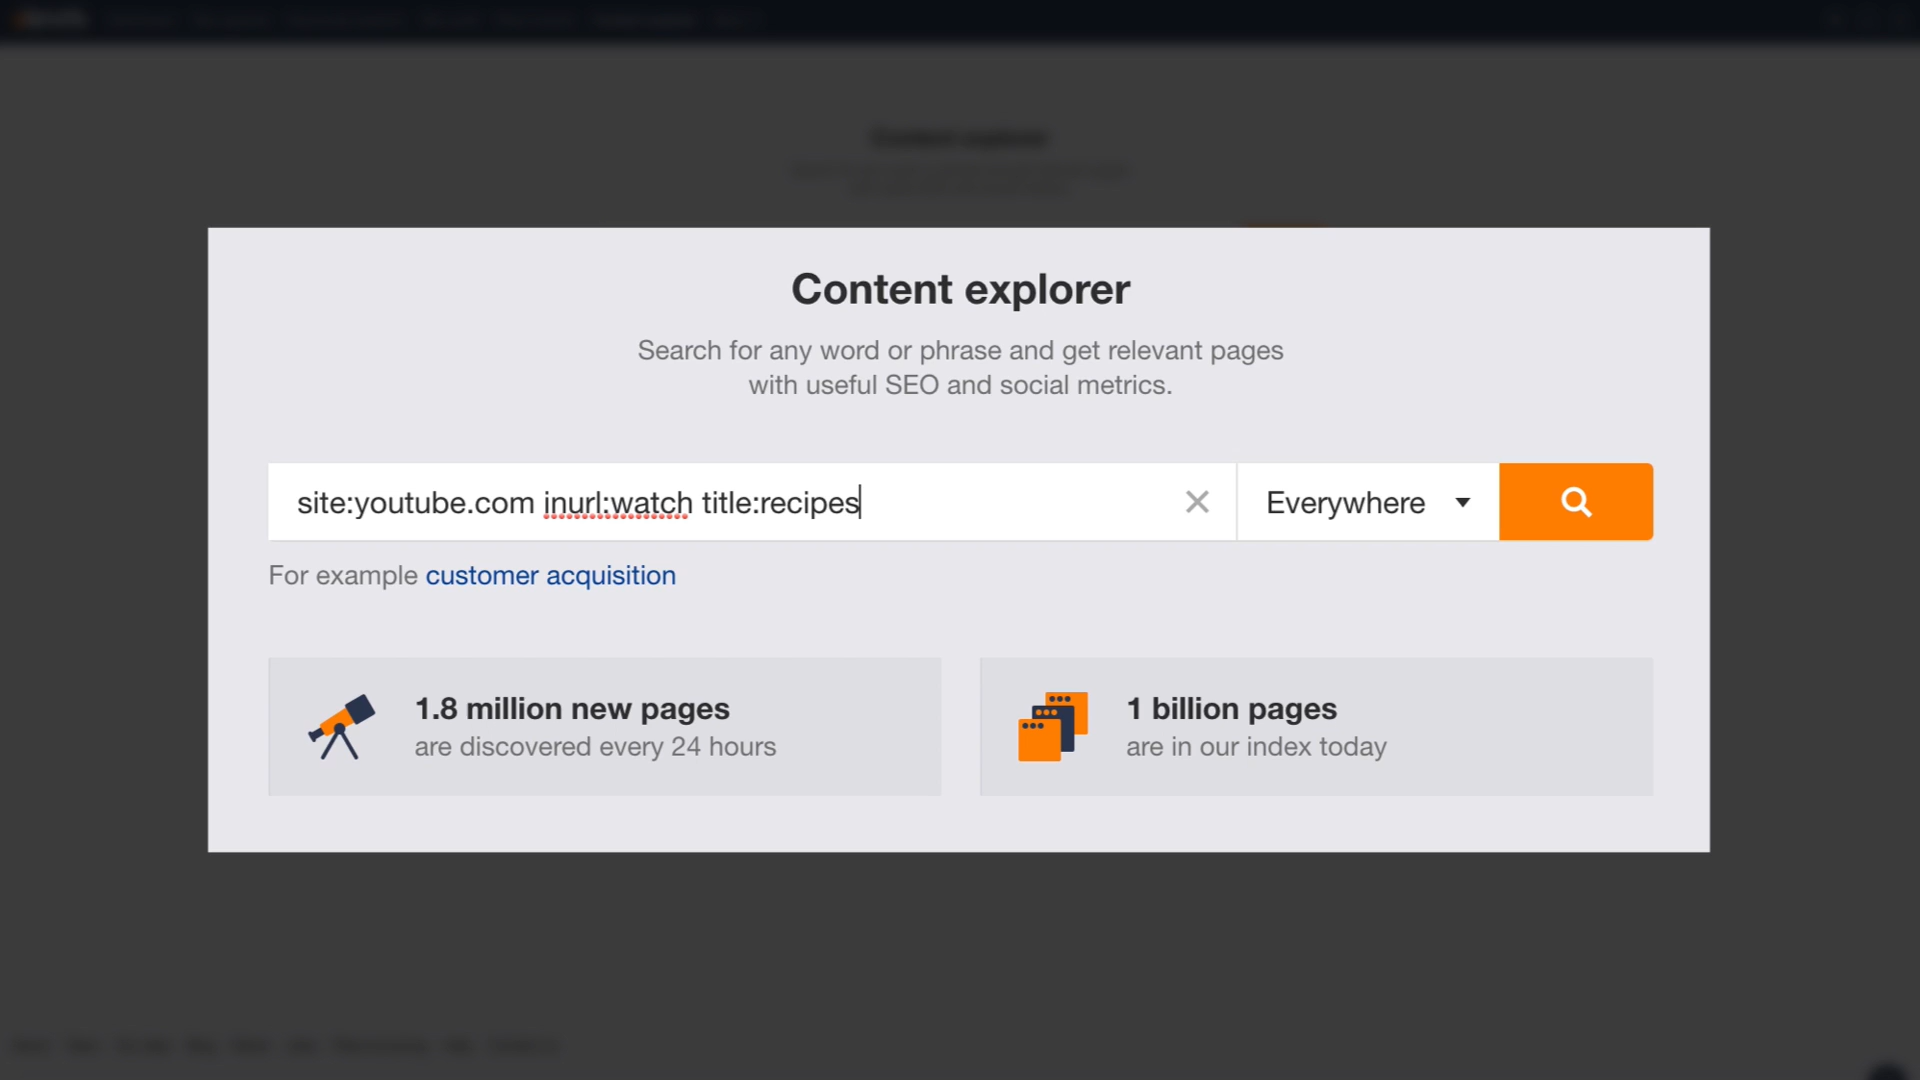 Content explorer
Search for any word or phrase and get relevant pages
with useful SEO and social metrics.
site:youtube.com inurl:watch title:recipes
Everywhere
For example customer acquisition
1.8 million new pages
are discovered every 24 hours
1 billion pages
are in our index today